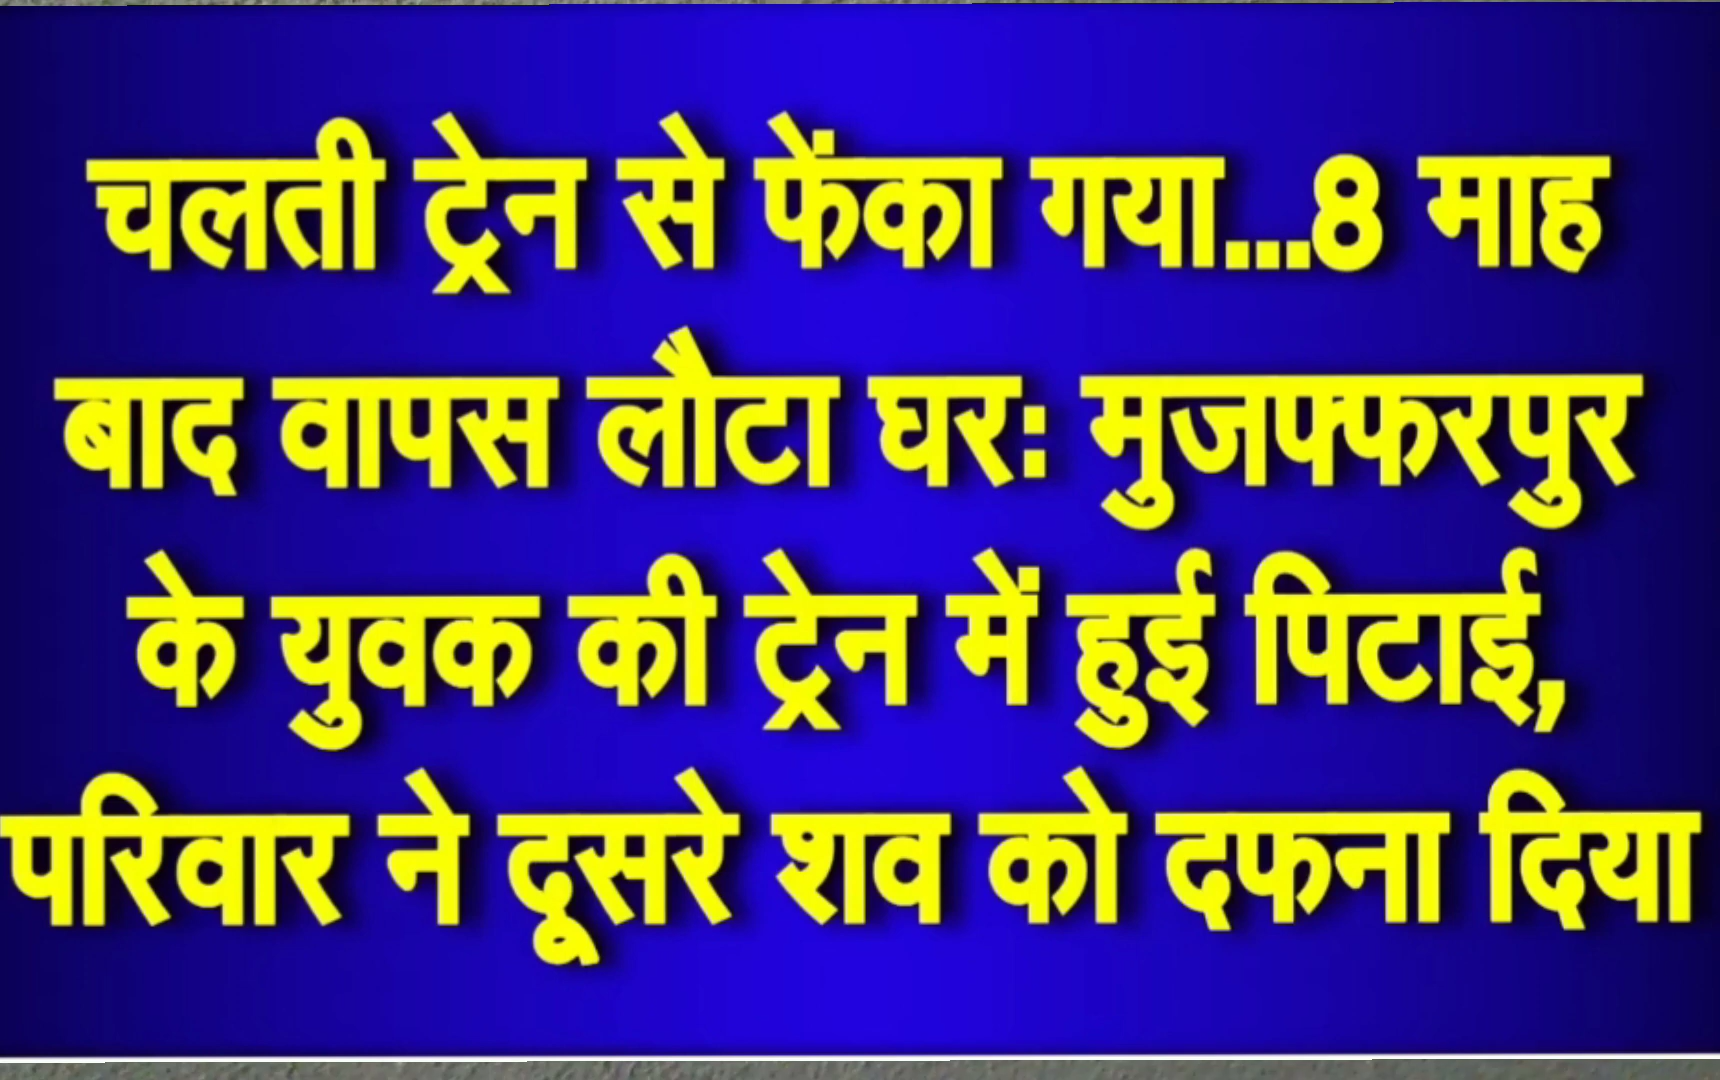 चलती ट्रेन से फेंका गया...8 माह
बाद वापस लौटा घर: मुजफ्फरपुर
के युवक की ट्रेन में हुई पिटाई,
परिवार ने दूसरे शव को दफना दिया